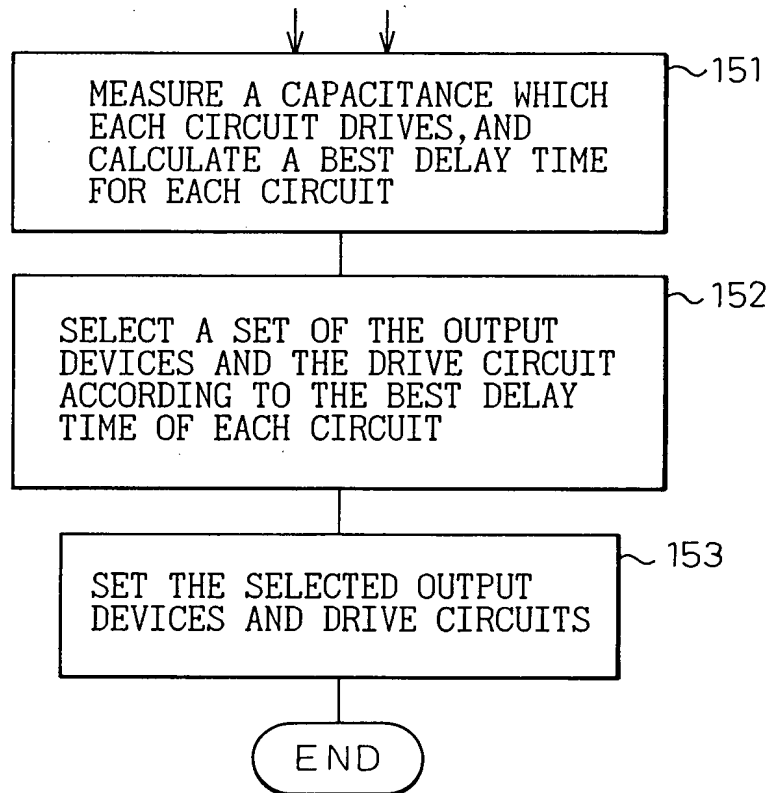 151
MEASURE A CAPACITANCE WHICH
EACH CIRCUIT DRIVES, AND
CALCULATE A BEST DELAY TIME
FOR EACH CIRCUIT
152
SELECT A SET OF THE OUTPUT
DEVICES AND THE DRIVE CIRCUIT
ACCORDING TO THE BEST DELAY
TIME OF EACH CIRCUIT
153
SET THE SELECTED OUTPUT
DEVICES AND DRIVE CIRCUITS
END